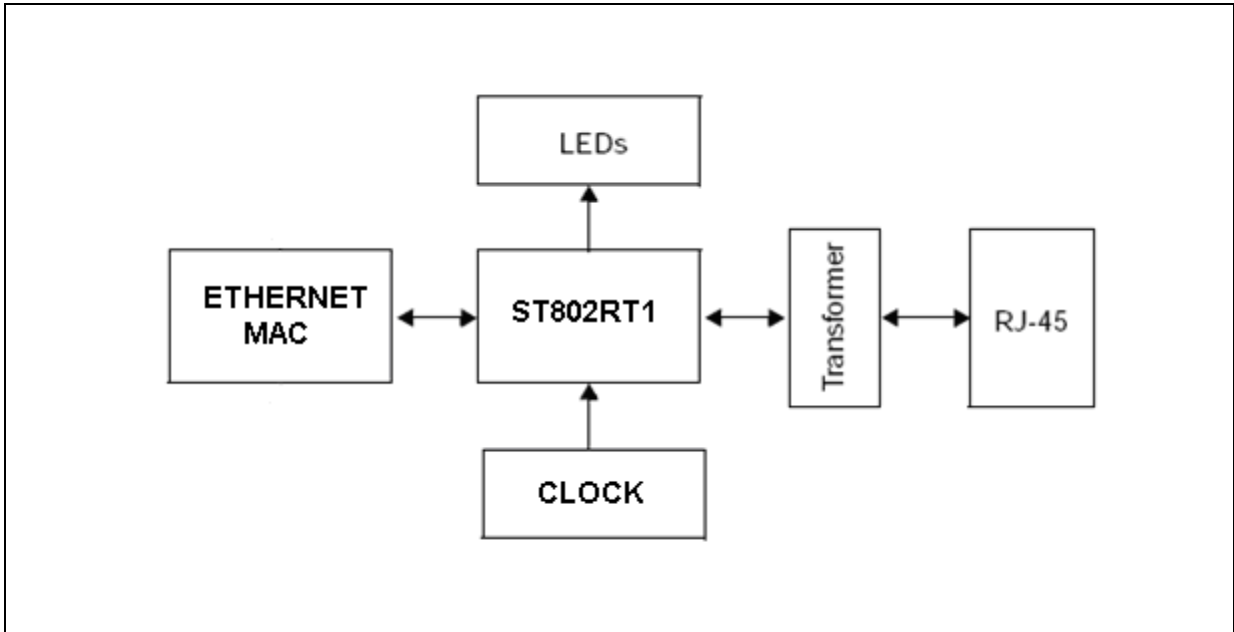 LEDs
ETHERNET
MAC
ST802RT1
Transformer
RJ-45
CLOCK